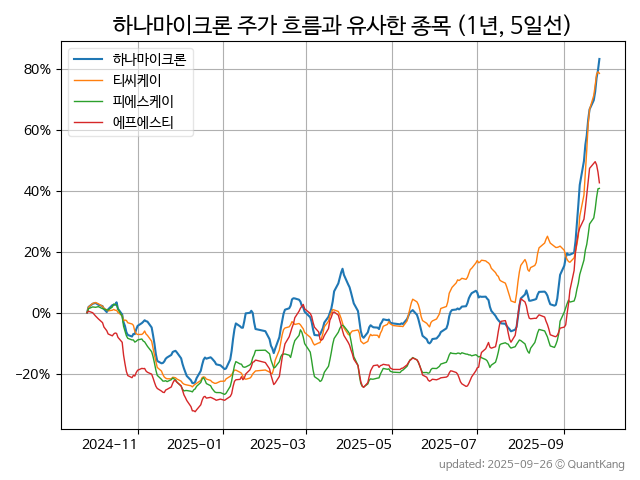 하나마이크론 주가 흐름과 유사한 종목 (1년, 5일선)
하나마이크론
티씨케이
피에스케이
에프에스티
80%
60%
40%
20%
0%
−20%
2024-11
2025-01
2025-03
2025-05
2025-07
2025-09
updated: 2025-09-26 © QuantKang